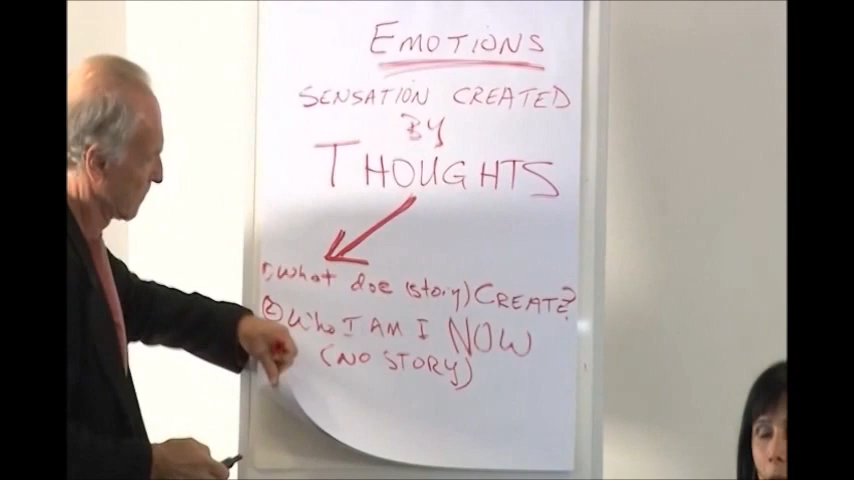 EMOTIONS
SENSATION CREATED
BY
THOUGHTS
1) What doe (story) CREATE?
② Who I AM I NOW
(NO STORY)